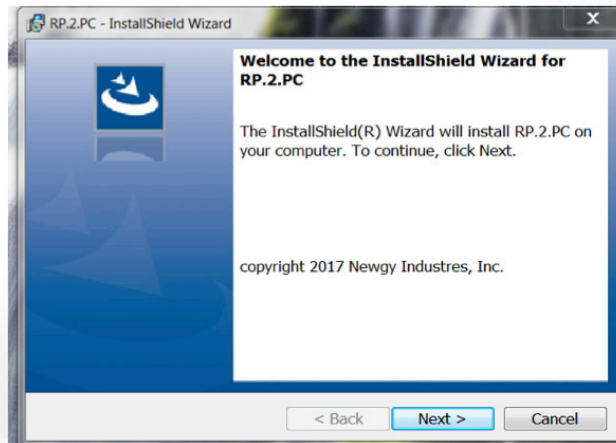 RP.2.PC - InstallShield Wizard
X
Welcome to the InstallShield Wizard for
RP.2.PC
The InstallShield(R) Wizard will install RP.2.PC on
your computer. To continue, click Next.
copyright 2017 Newgy Industres, Inc.
< Back Next > Cancel